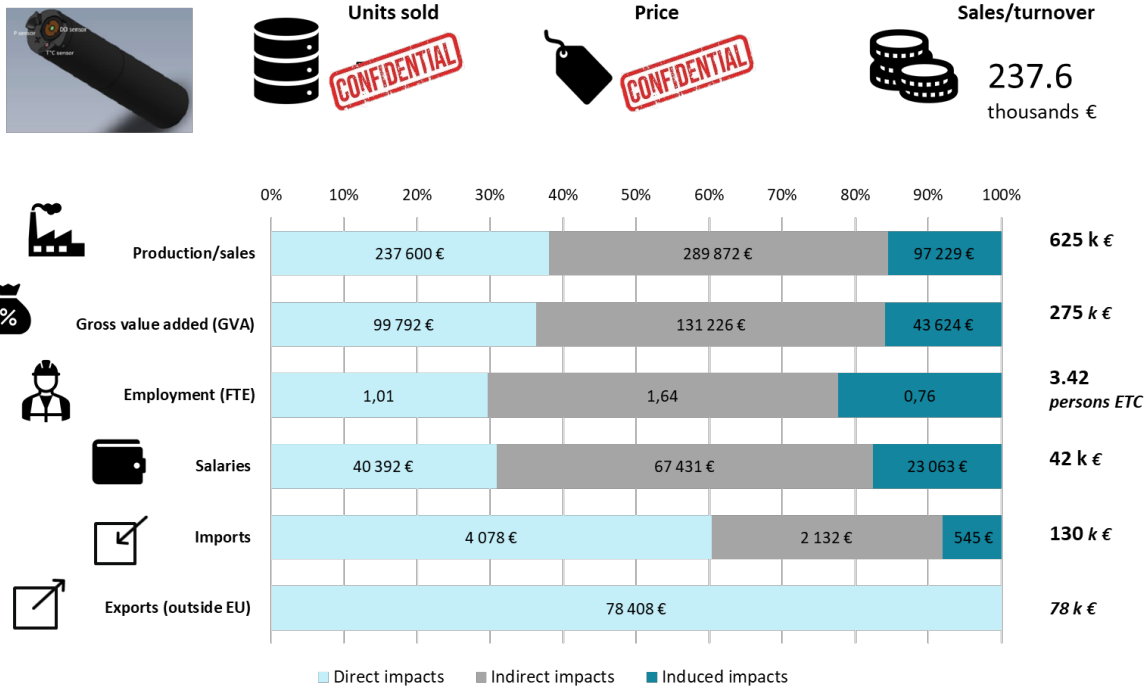 Units sold
Price
Sales/turnover
P sensor
DO sensor
T°C sensor
CONFIDENTIAL
CONFIDENTIAL
237.6
thousands €
0% 10% 20% 30% 40% 50% 60% 70% 80% 90% 100%
Production/sales 237 600 € 289 872 € 97 229 € 625 k €
% Gross value added (GVA) 99 792 € 131 226 € 43 624 € 275 k €
Employment (FTE) 1,01 1,64 0,76 3.42
persons ETC
Salaries 40 392 € 67 431 € 23 063 € 42 k €
Imports 4 078 € 2 132 € 545 € 130 k €
Exports (outside EU) 78 408 € 78 k €
Direct impacts Indirect impacts Induced impacts